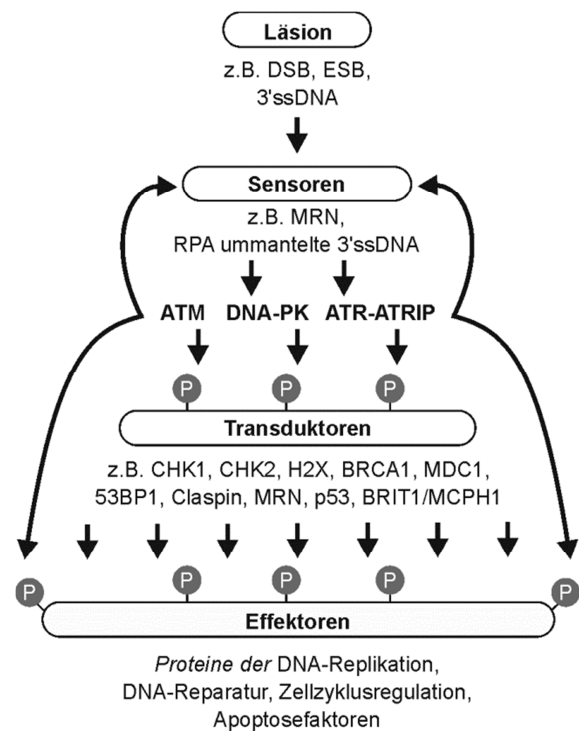 Läsion
z.B. DSB, ESB,
3'ssDNA
Sensoren
z.B. MRN,
RPA ummantelte 3'ssDNA
ATM DNA-PK ATR-ATRIP
P P P
Transduktoren
z.B. CHK1, CHK2, H2X, BRCA1, MDC1,
53BP1, Claspin, MRN, p53, BRIT1/MCPH1
P P P P P
Effektoren
Proteine der DNA-Replikation,
DNA-Reparatur, Zellzyklusregulation,
Apoptosefaktoren